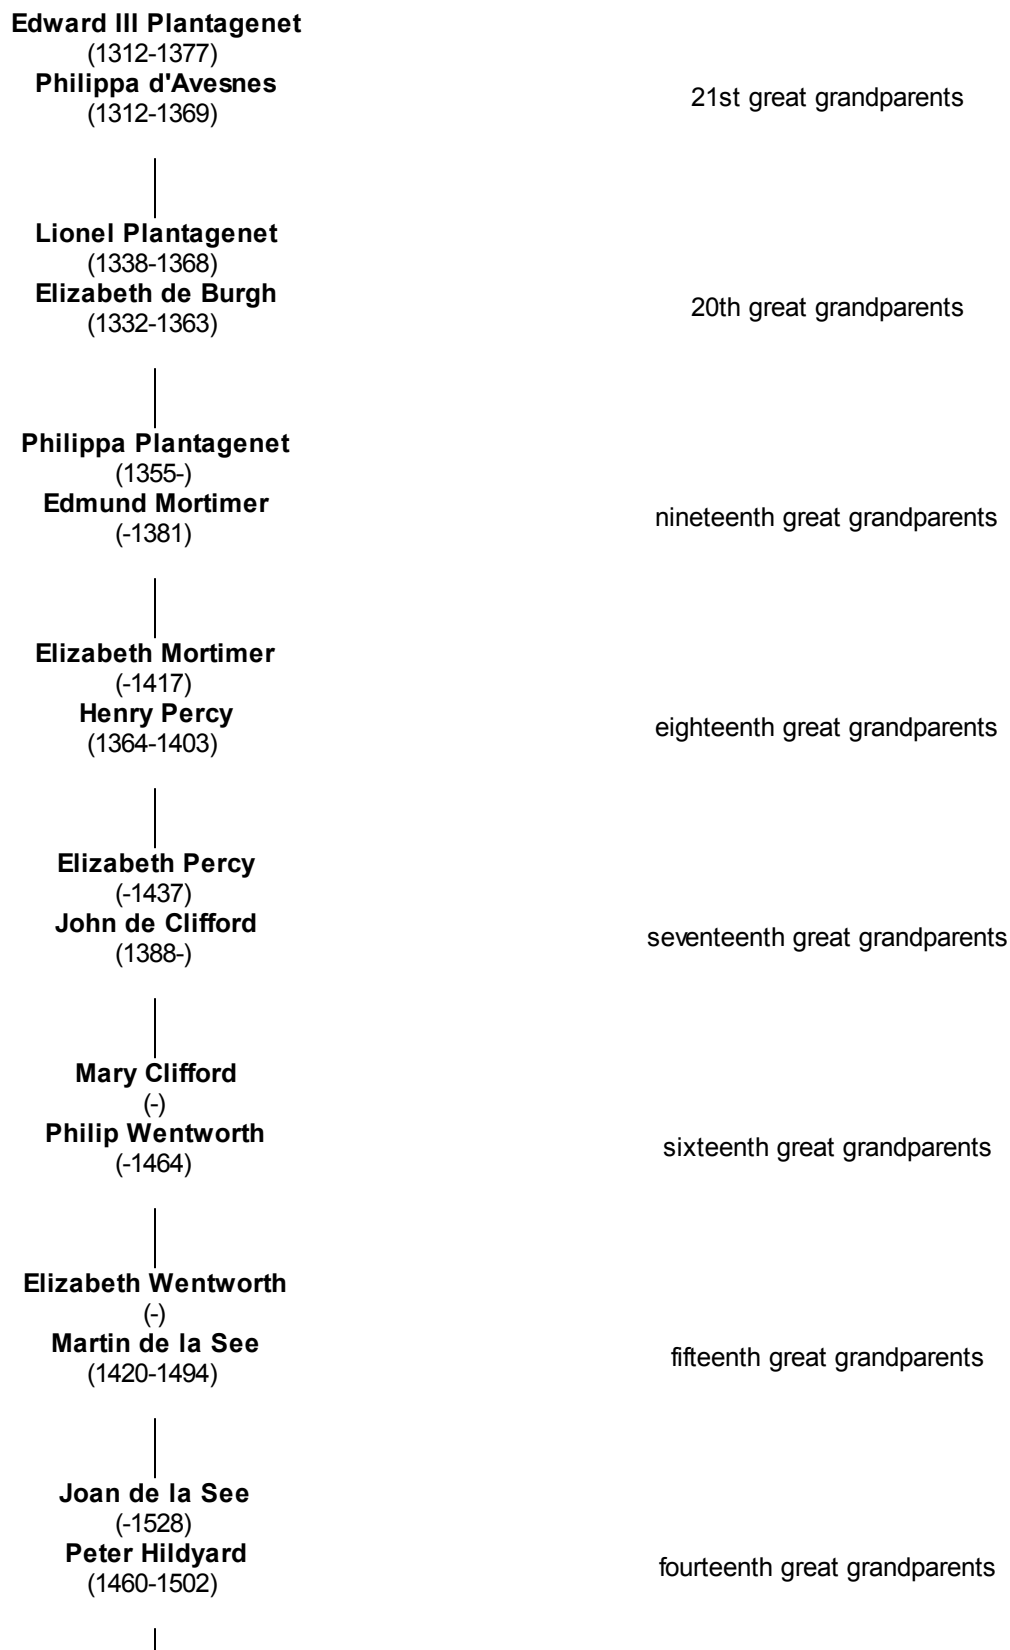 Edward III Plantagenet
(1312-1377)
Philippa d'Avesnes
(1312-1369)
21st great grandparents
Lionel Plantagenet
(1338-1368)
Elizabeth de Burgh
(1332-1363)
20th great grandparents
Philippa Plantagenet
(1355-)
Edmund Mortimer
(-1381)
nineteenth great grandparents
Elizabeth Mortimer
(-1417)
Henry Percy
(1364-1403)
eighteenth great grandparents
Elizabeth Percy
(-1437)
John de Clifford
(1388-)
seventeenth great grandparents
Mary Clifford
(-)
Philip Wentworth
(-1464)
sixteenth great grandparents
Elizabeth Wentworth
(-)
Martin de la See
(1420-1494)
fifteenth great grandparents
Joan de la See
(-1528)
Peter Hildyard
(1460-1502)
fourteenth great grandparents